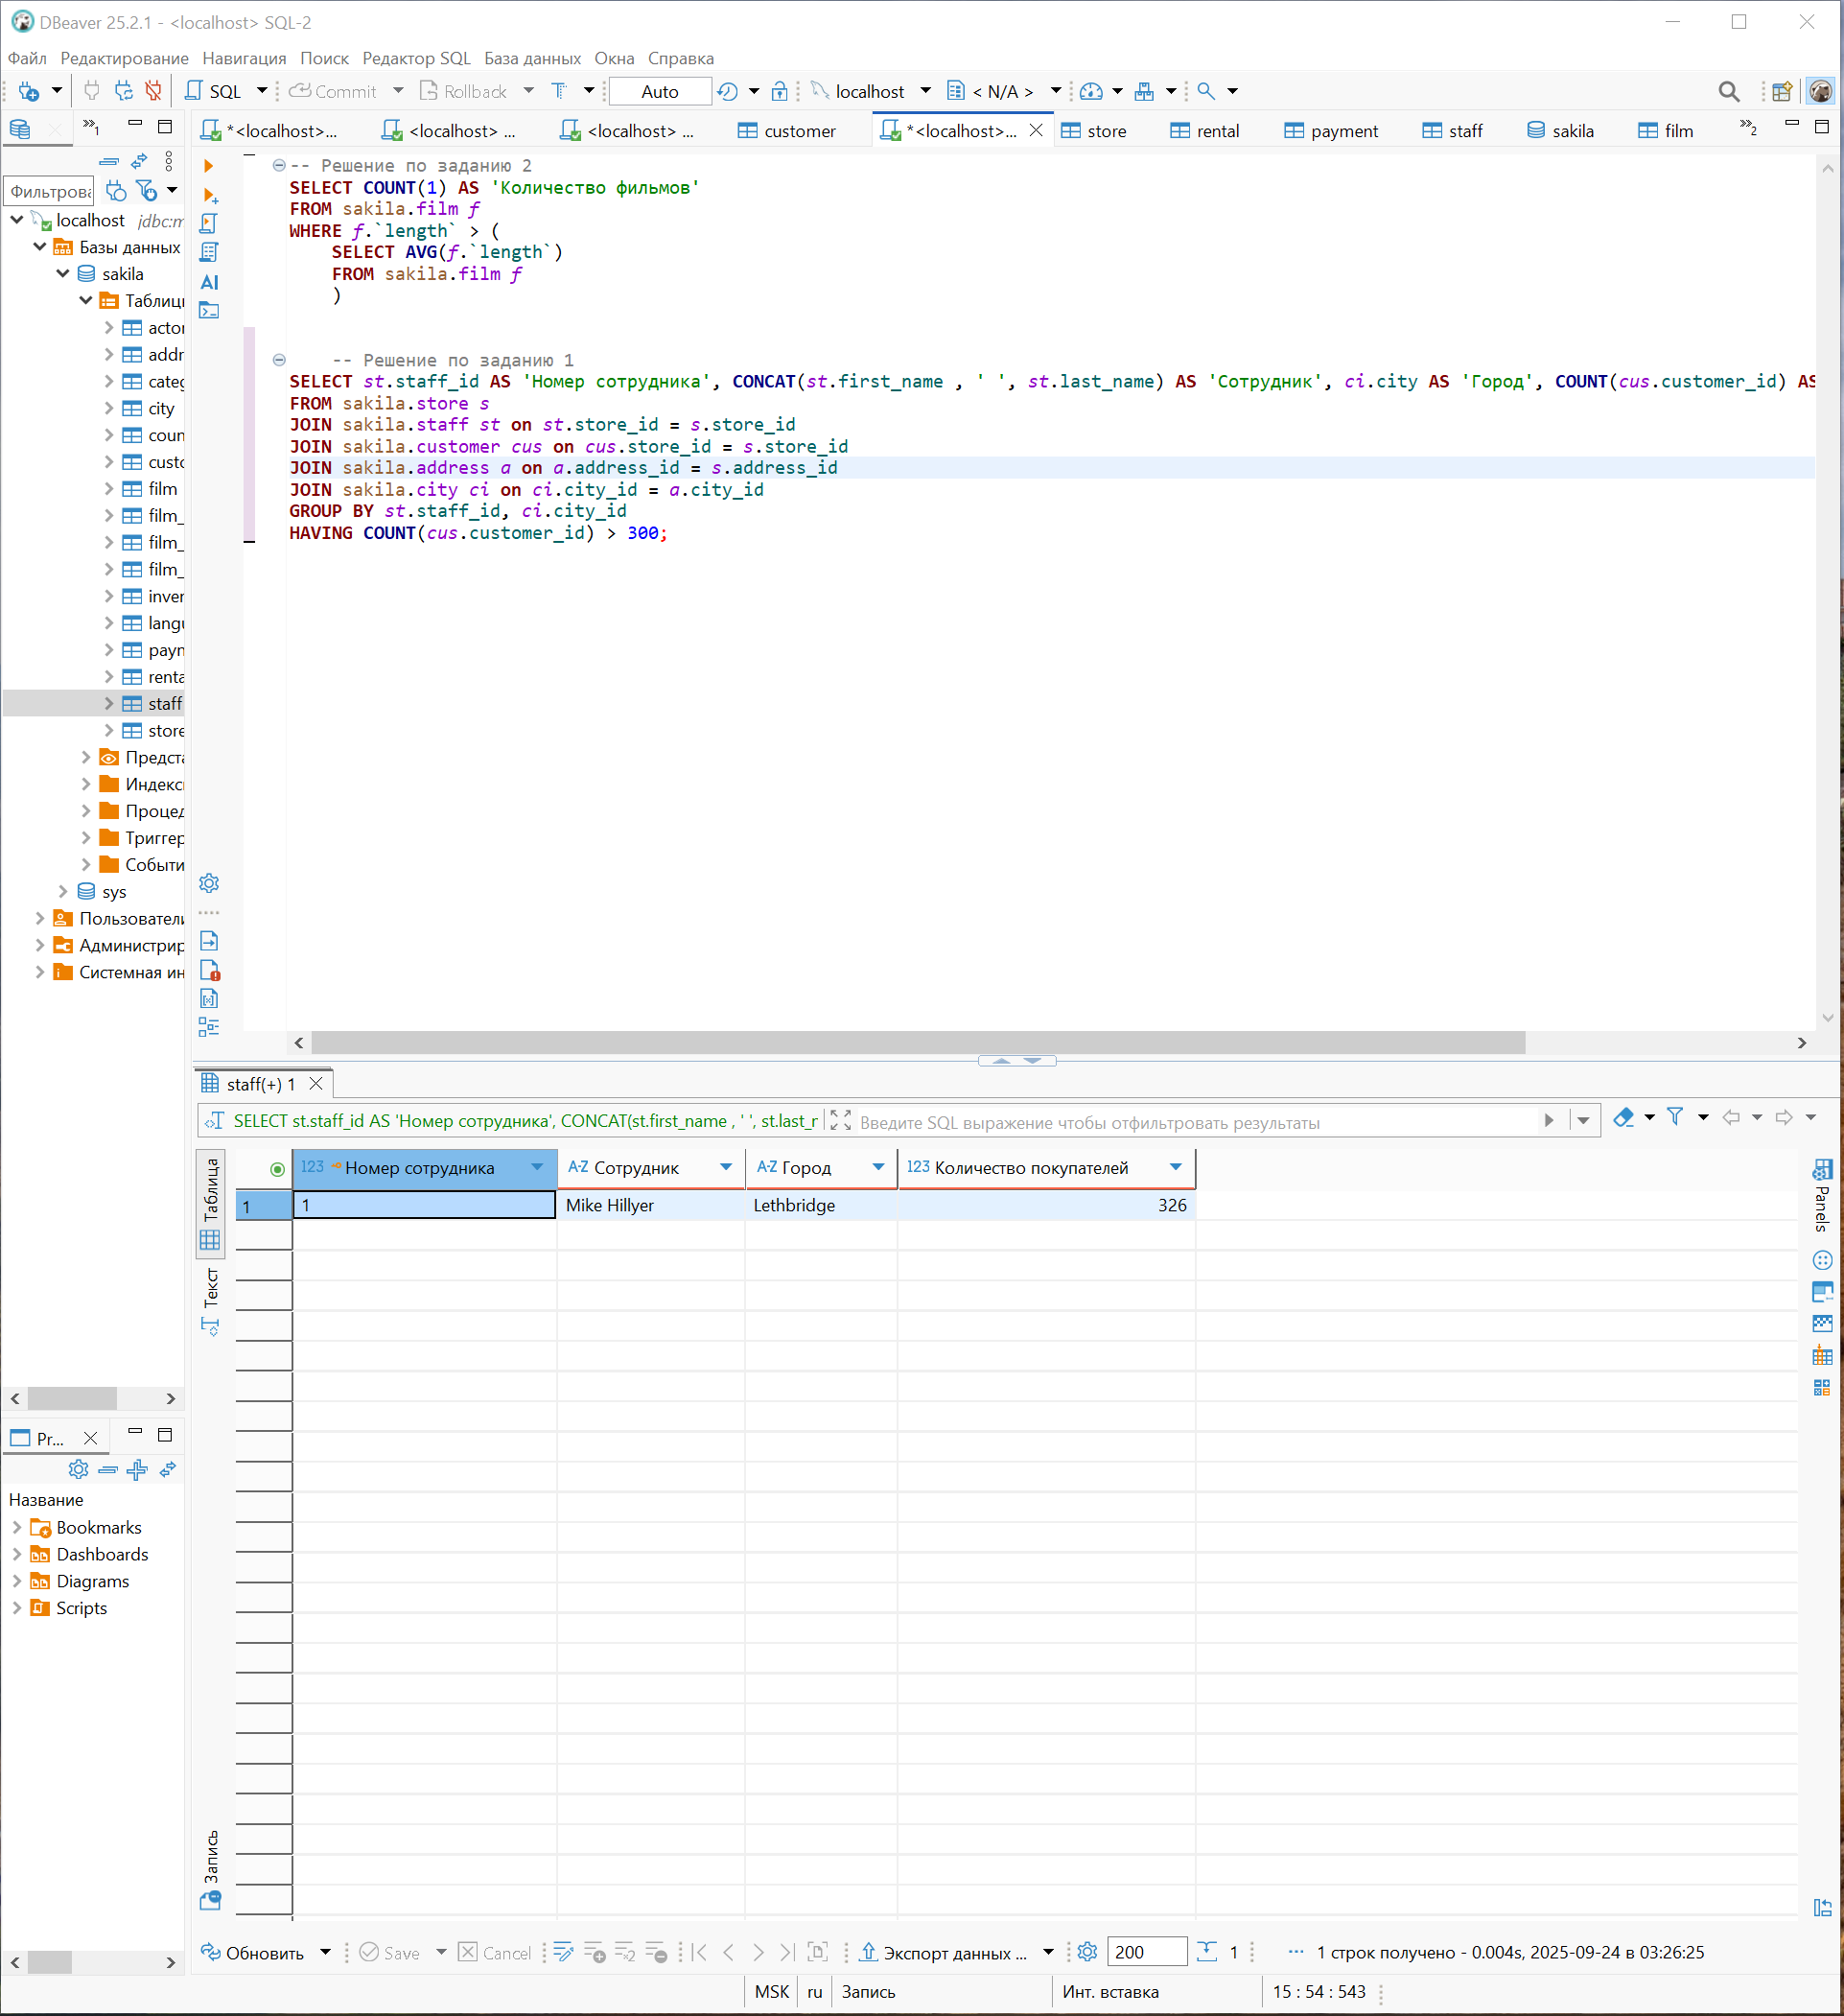 DBeaver 25.2.1 - <localhost> SQL-2
Файл Редактирование Навигация Поиск Редактор SQL База данных Окна Справка
SQL Commit Rollback Auto localhost < N/A >
»1 *<localhost>... <localhost> ... <localhost> ... customer *<localhost>... store rental payment staff sakila film »2
Фильтрова
localhost jdbc:m
Базы данных
sakila
Таблиц
acto
addr
cate
city
coun
custo
film
film_
film_
film_
inver
lang
payn
renta
staff
store
Предста
Индекс
Процед
Триггер
Событи
sys
Пользовател
Администрир
Системная ин
AI
-- Решение по заданию 2
SELECT COUNT(1) AS 'Количество фильмов'
FROM sakila.film f
WHERE f.`length` > (
    SELECT AVG(f.`length`)
    FROM sakila.film f
    )
    -- Решение по заданию 1
SELECT st.staff_id AS 'Номер сотрудника', CONCAT(st.first_name , ' ', st.last_name) AS 'Сотрудник', ci.city AS 'Город', COUNT(cus.customer_id) AS
FROM sakila.store s
JOIN sakila.staff st on st.store_id = s.store_id
JOIN sakila.customer cus on cus.store_id = s.store_id
JOIN sakila.address a on a.address_id = s.address_id
JOIN sakila.city ci on ci.city_id = a.city_id
GROUP BY st.staff_id, ci.city_id
HAVING COUNT(cus.customer_id) > 300;
staff(+) 1
SELECT st.staff_id AS 'Номер сотрудника', CONCAT(st.first_name , ' ', st.last_r Введите SQL выражение чтобы отфильтровать результаты
123 Номер сотрудника A-Z Сотрудник A-Z Город 123 Количество покупателей
1 1 Mike Hillyer Lethbridge 326
Таблица
Текст
Запись
Panels
Pr...
Название
Bookmarks
Dashboards
Diagrams
Scripts
Обновить Save Cancel Экспорт данных ... 200 1 ... 1 строк получено - 0.004s, 2025-09-24 в 03:26:25
MSK ru Запись Инт. вставка 15 : 54 : 543